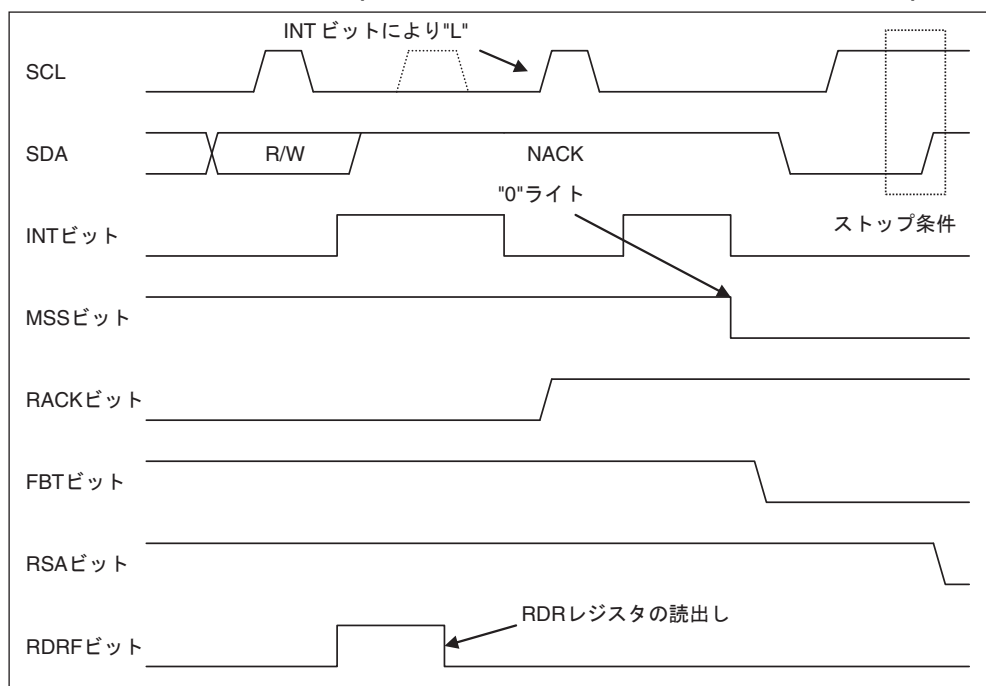 INT ビットにより"L"
SCL
SDA
R/W
NACK
"0"ライト
INTビット
ストップ条件
MSSビット
RACKビット
FBTビット
RSAビット
RDRレジスタの読出し
RDRFビット